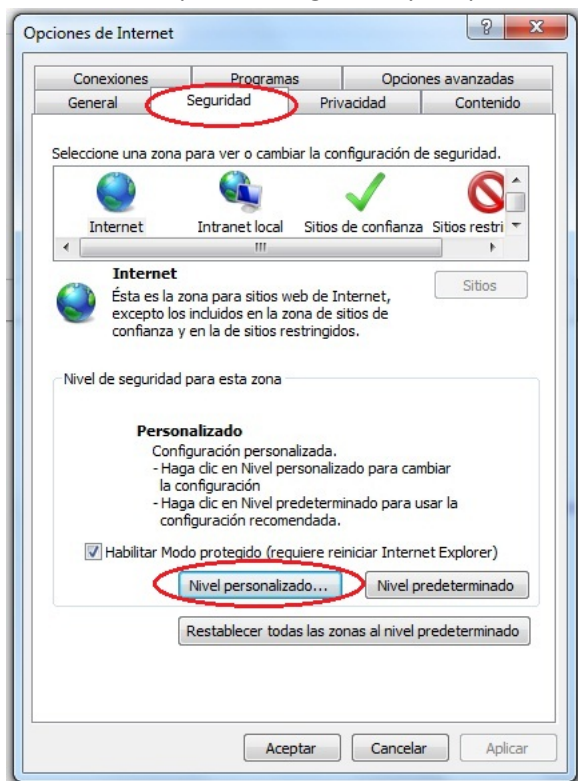 Opciones de Internet
Conexiones Programas Opciones avanzadas
General Seguridad Privacidad Contenido
Seleccione una zona para ver o cambiar la configuración de seguridad.
Internet Intranet local Sitios de confianza Sitios restri
Internet
Ésta es la zona para sitios web de Internet,
excepto los incluidos en la zona de sitios de
confianza y en la de sitios restringidos.
Sitios
Nivel de seguridad para esta zona
Personalizado
Configuración personalizada.
- Haga clic en Nivel personalizado para cambiar
la configuración
- Haga clic en Nivel predeterminado para usar la
configuración recomendada.
Habilitar Modo protegido (requiere reiniciar Internet Explorer)
Nivel personalizado... Nivel predeterminado
Restablecer todas las zonas al nivel predeterminado
Aceptar Cancelar Aplicar